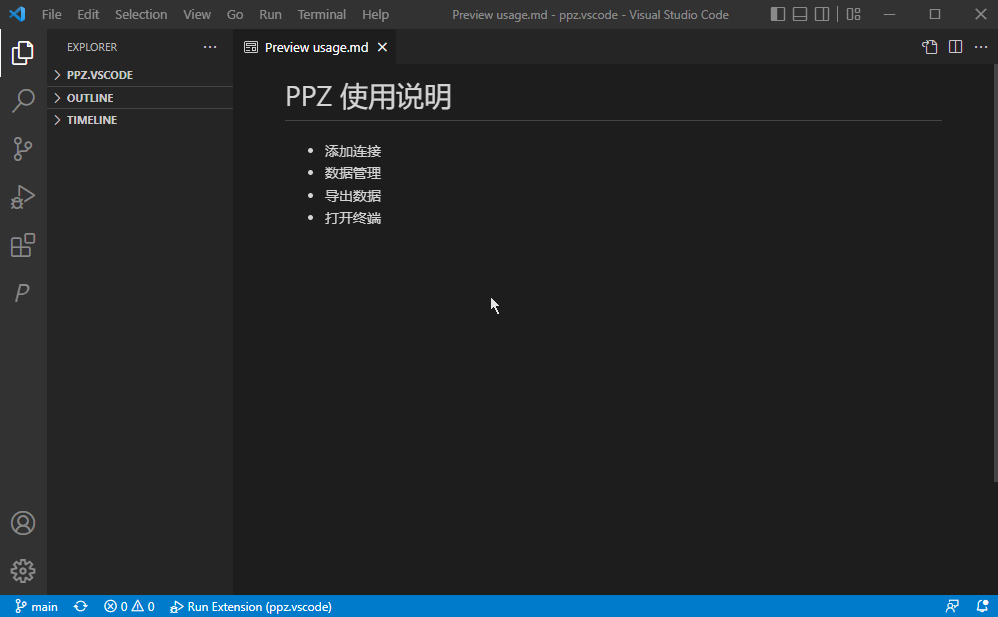 File Edit Selection View Go Run Terminal Help Preview usage.md - ppz.vscode - Visual Studio Code
EXPLORER
Preview usage.md
PPZ.VSCODE
OUTLINE
TIMELINE
PPZ 使用说明
添加连接
数据管理
导出数据
打开终端
P
main 0 0 Run Extension (ppz.vscode)